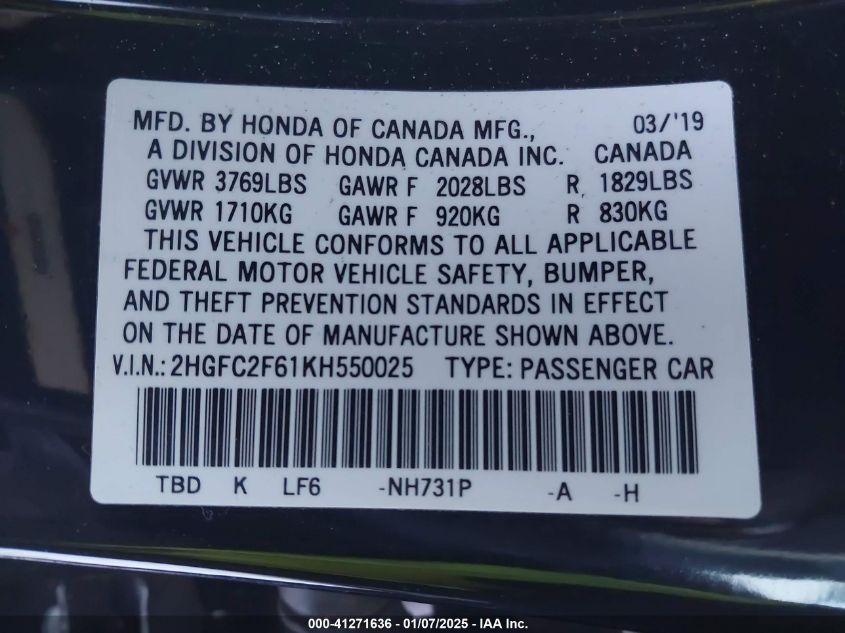 MFD. BY HONDA OF CANADA MFG., 03/'19
A DIVISION OF HONDA CANADA INC. CANADA
GVWR 3769LBS GAWR F 2028LBS R 1829LBS
GVWR 1710KG GAWR F 920KG R 830KG
THIS VEHICLE CONFORMS TO ALL APPLICABLE
FEDERAL MOTOR VEHICLE SAFETY, BUMPER,
AND THEFT PREVENTION STANDARDS IN EFFECT
ON THE DATE OF MANUFACTURE SHOWN ABOVE.
V.I.N.: 2HGFC2F61KH550025 TYPE: PASSENGER CAR
TBD K LF6 -NH731P -A -H
000-41271636 - 01/07/2025 - IAA Inc.